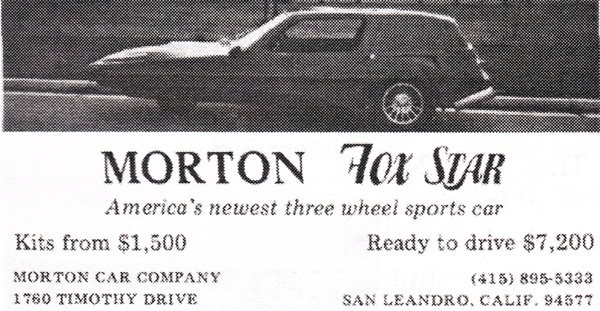 MORTON Fox Star
America's newest three wheel sports car
Kits from $1,500 Ready to drive $7,200
MORTON CAR COMPANY (415) 895-5333
1760 TIMOTHY DRIVE SAN LEANDRO, CALIF. 94577